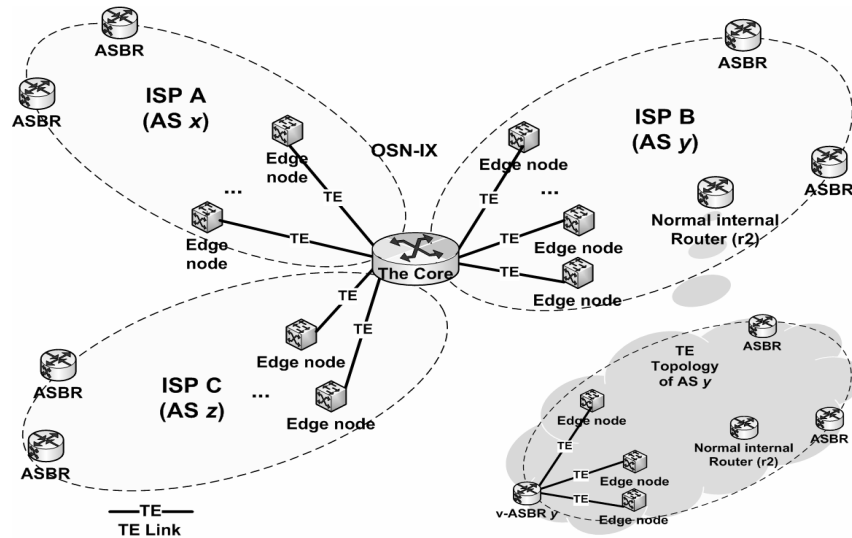 ASBR
ASBR
ISP A
(AS x)
Edge
node
...
Edge
node
TE
TE
OSN-IX
The Core
ASBR
ISP B
(AS y)
ASBR
Edge node
...
Edge node
Edge node
TE
TE
TE
Normal internal
Router (r2)
TE
TE
Edge node
...
Edge node
ASBR
ISP C
(AS z)
ASBR
TE
TE Link
TE
Topology
of AS y
ASBR
ASBR
Edge node
TE
Normal internal
Router (r2)
TE
Edge node
TE
Edge node
v-ASBR y